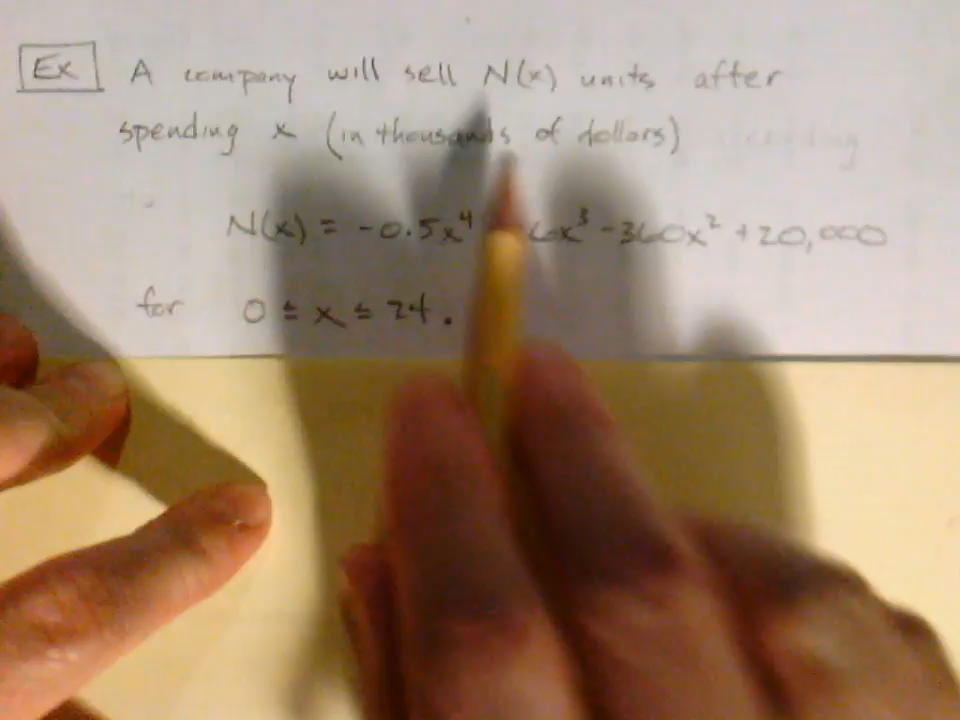 Ex A company will sell N(x) units after
spending x (in thousands of dollars)
N(x) = -0.5x⁴ 6x³ -360x² +20,000
for 0 ≤ x ≤ 24.